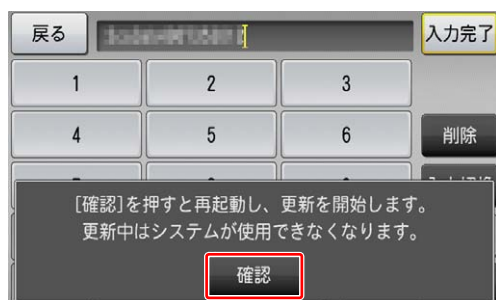 戻る 入力完了
1 2 3
4 5 6 削除
[確認]を押すと再起動し、更新を開始します。
更新中はシステムが使用できなくなります。
確認